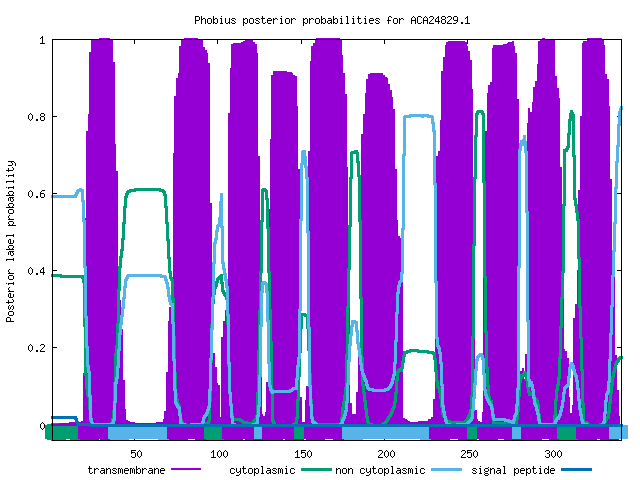 Phobius posterior probabilities for ACA24829.1
Posterior label probability
1
0.8
0.6
0.4
0.2
0
50 100 150 200 250 300
transmembrane cytoplasmic non cytoplasmic signal peptide